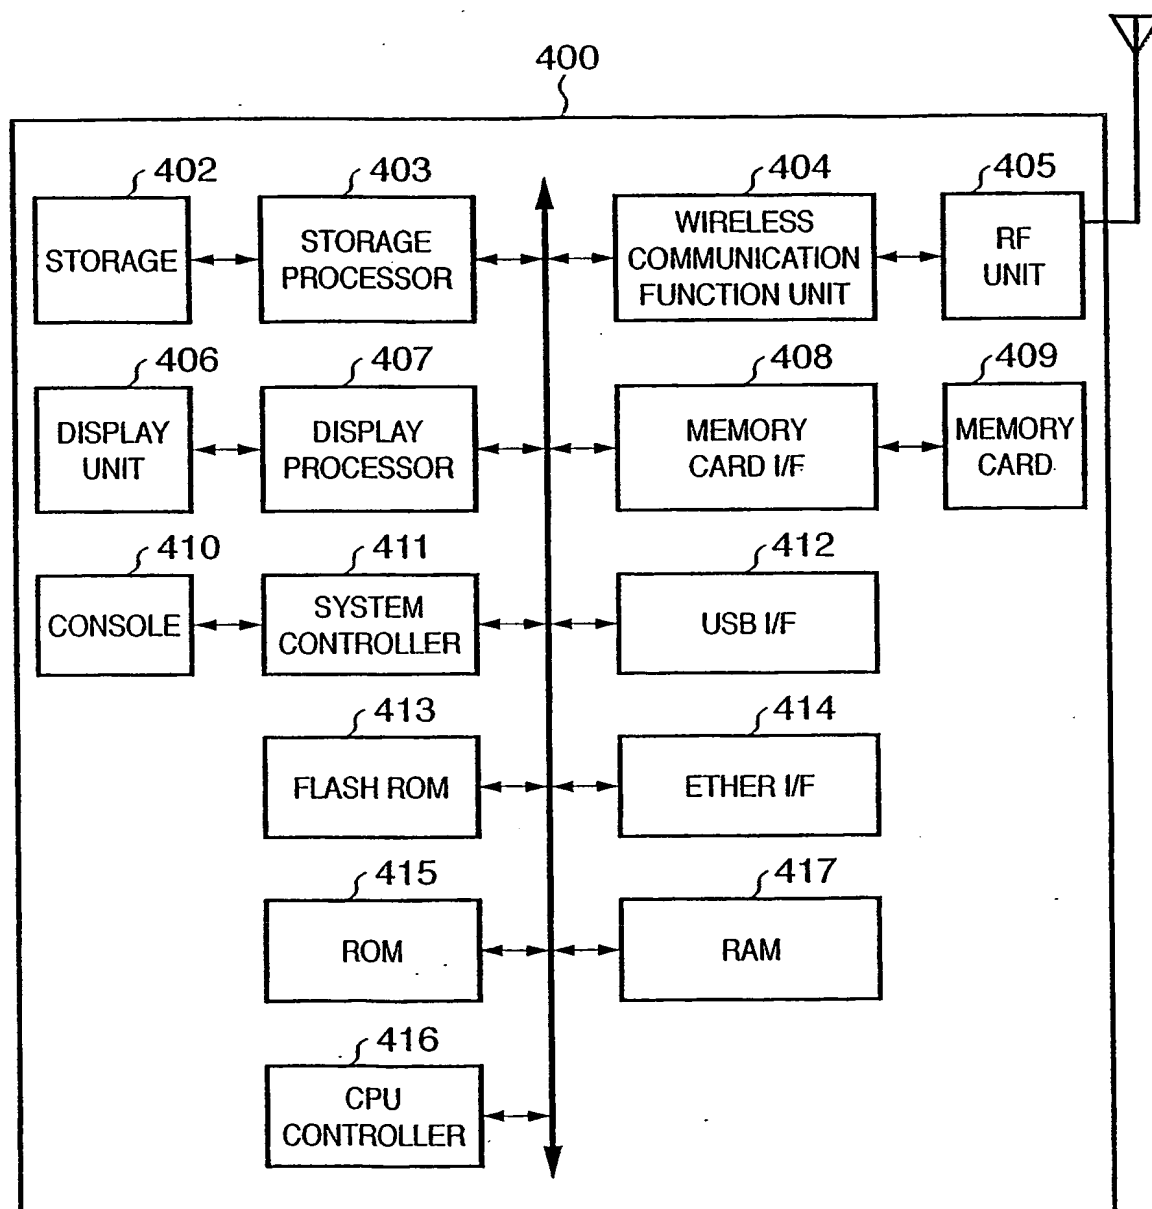 400
402
403
404
405
STORAGE
STORAGE
PROCESSOR
WIRELESS
COMMUNICATION
FUNCTION UNIT
RF
UNIT
406
407
408
409
DISPLAY
UNIT
DISPLAY
PROCESSOR
MEMORY
CARD I/F
MEMORY
CARD
410
411
412
CONSOLE
SYSTEM
CONTROLLER
USB I/F
413
414
FLASH ROM
ETHER I/F
415
417
ROM
RAM
416
CPU
CONTROLLER